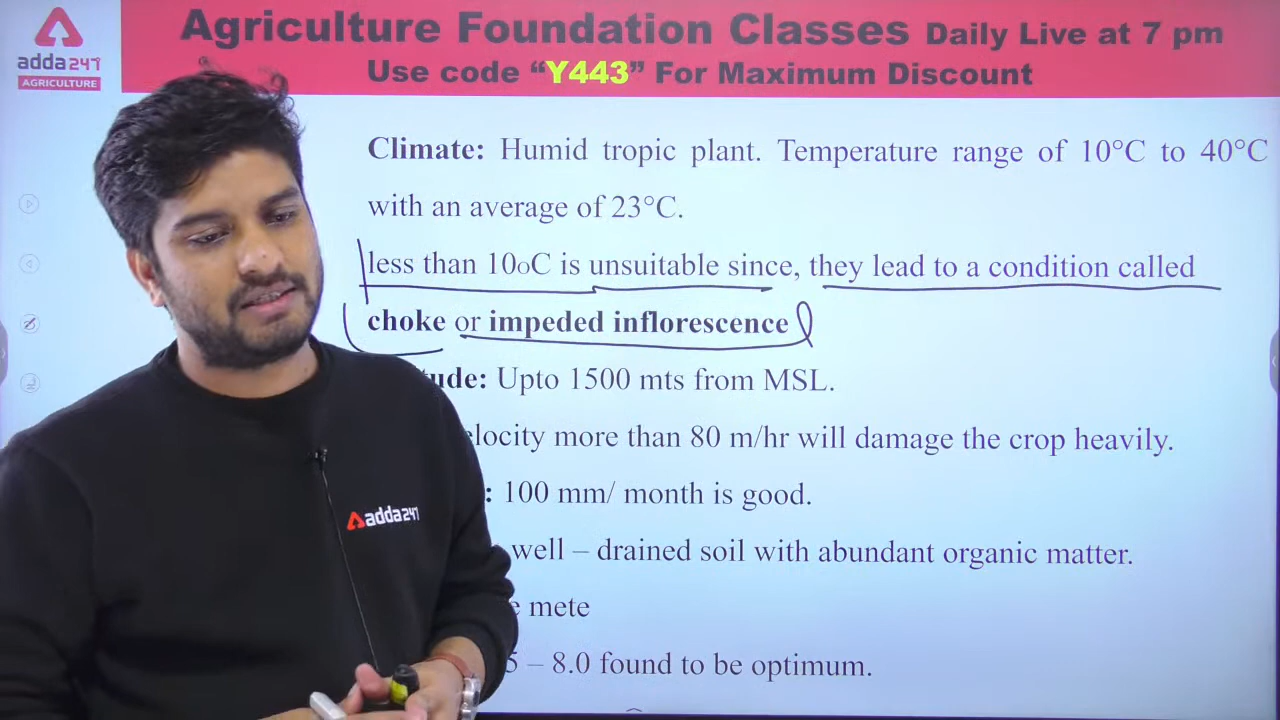 Agriculture Foundation Classes Daily Live at 7 pm
Use code “Y443” For Maximum Discount
adda247
AGRICULTURE
Climate: Humid tropic plant. Temperature range of 10°C to 40°C
with an average of 23°C.
less than 10oC is unsuitable since, they lead to a condition called
choke or impeded inflorescence
Upto 1500 mts from MSL.
more than 80 m/hr will damage the crop heavily.
100 mm/ month is good.
well – drained soil with abundant organic matter.
mete
– 8.0 found to be optimum.
adda247